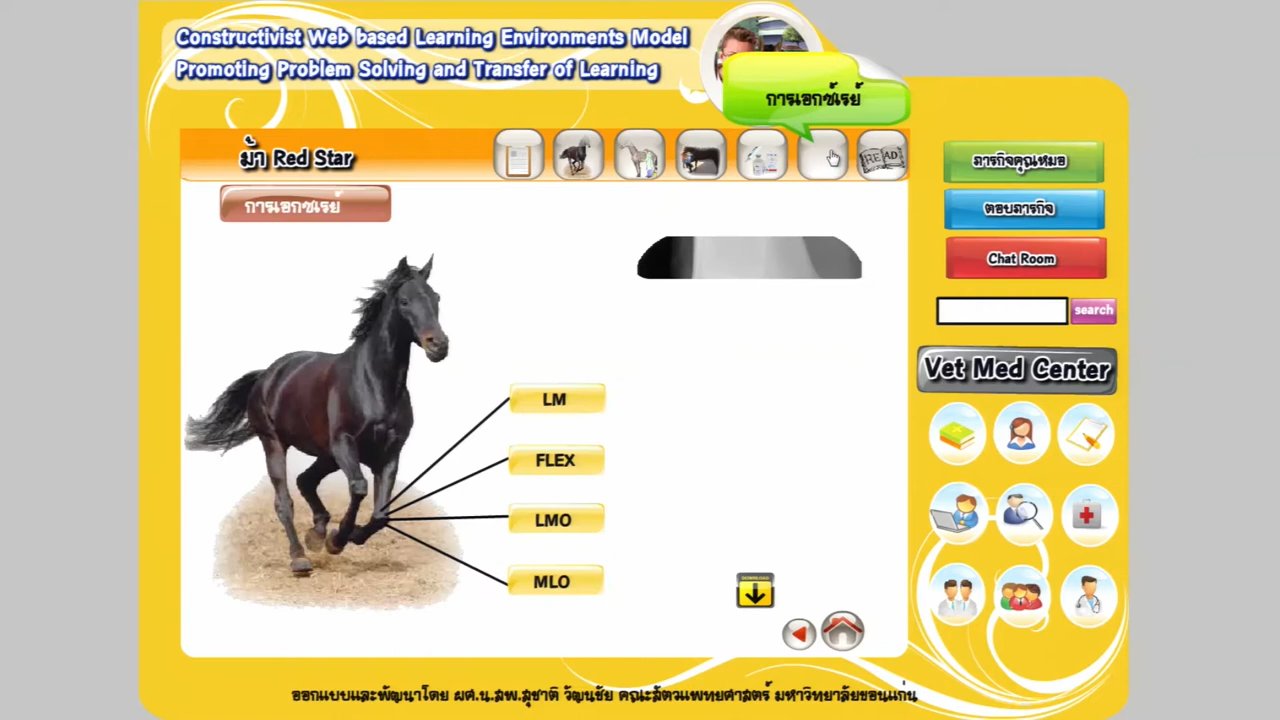 Constructivist Web based Learning Environments Model
Promoting Problem Solving and Transfer of Learning
การเอกซ์เรย์
ม้า Red Star
READ
การเอกซเรย์
ภารกิจคุณหมอ
ตอบภารกิจ
Chat Room
search
Vet Med Center
LM
FLEX
LMO
MLO
DOWNLOAD
ออกแบบและพัฒนาโดย ผศ.น.สพ.สุชาติ วัฒนชัย คณะสัตวแพทยศาสตร์ มหาวิทยาลัยขอนแก่น